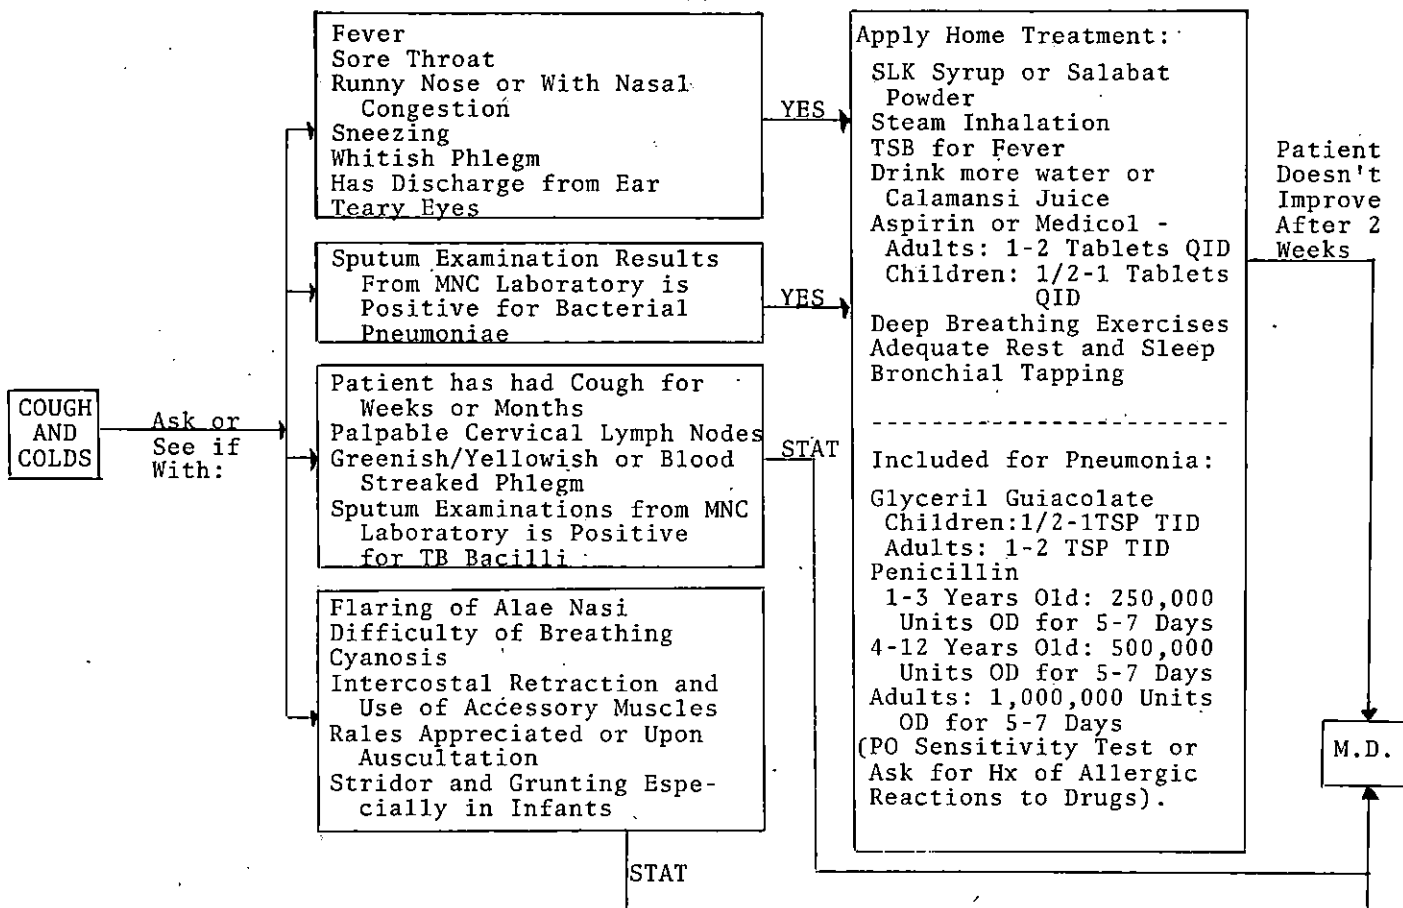 COUGH
AND
COLDS
Ask or
See if
With:
Fever
Sore Throat
Runny Nose or With Nasal
Congestion
Sneezing
Whitish Phlegm
Has Discharge from Ear
Teary Eyes
YES
Sputum Examination Results
From MNC Laboratory is
Positive for Bacterial
Pneumoniae
YES
Patient has had Cough for
Weeks or Months
Palpable Cervical Lymph Nodes
Greenish/Yellowish or Blood
Streaked Phlegm
Sputum Examinations from MNC
Laboratory is Positive
for TB Bacilli
STAT
Flaring of Alae Nasi
Difficulty of Breathing
Cyanosis
Intercostal Retraction and
Use of Accessory Muscles
Rales Appreciated or Upon
Auscultation
Stridor and Grunting Espe-
cially in Infants
STAT
Apply Home Treatment:
SLK Syrup or Salabat
Powder
Steam Inhalation
TSB for Fever
Drink more water or
Calamansi Juice
Aspirin or Medicol -
Adults: 1-2 Tablets QID
Children: 1/2-1 Tablets
QID
Deep Breathing Exercises
Adequate Rest and Sleep
Bronchial Tapping
------------------------
Included for Pneumonia:
Glyceril Guiacolate
Children:1/2-1TSP TID
Adults: 1-2 TSP TID
Penicillin
1-3 Years Old: 250,000
Units OD for 5-7 Days
4-12 Years Old: 500,000
Units OD for 5-7 Days
Adults: 1,000,000 Units
OD for 5-7 Days
(PO Sensitivity Test or
Ask for Hx of Allergic
Reactions to Drugs).
Patient
Doesn't
Improve
After 2
Weeks
M.D.